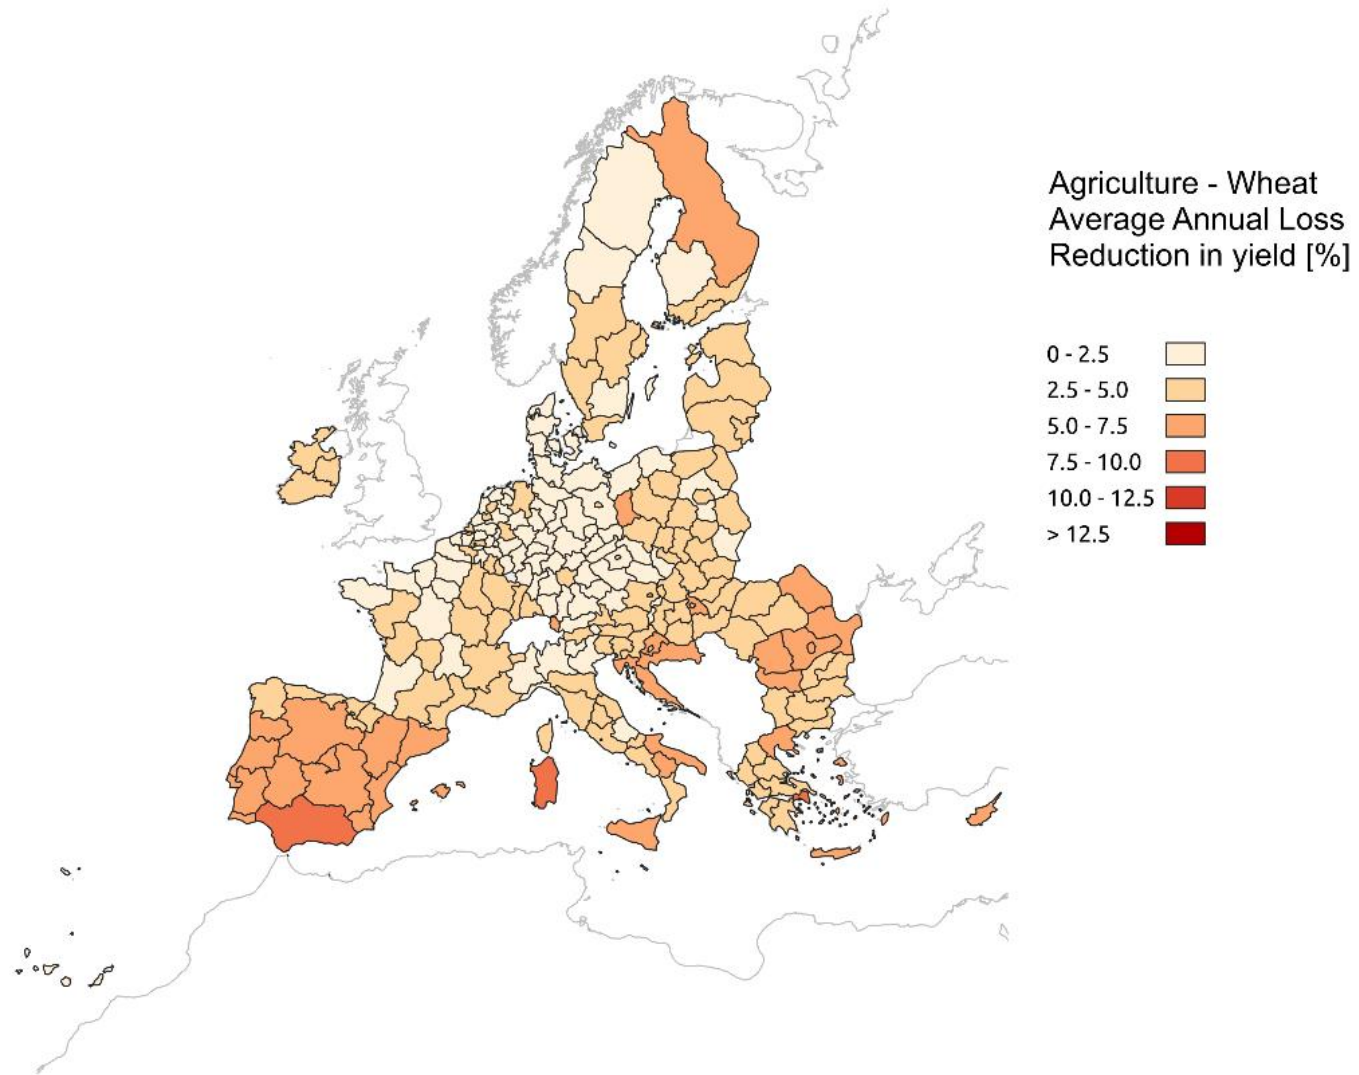 Agriculture - Wheat
Average Annual Loss
Reduction in yield [%]
0 - 2.5
2.5 - 5.0
5.0 - 7.5
7.5 - 10.0
10.0 - 12.5
> 12.5